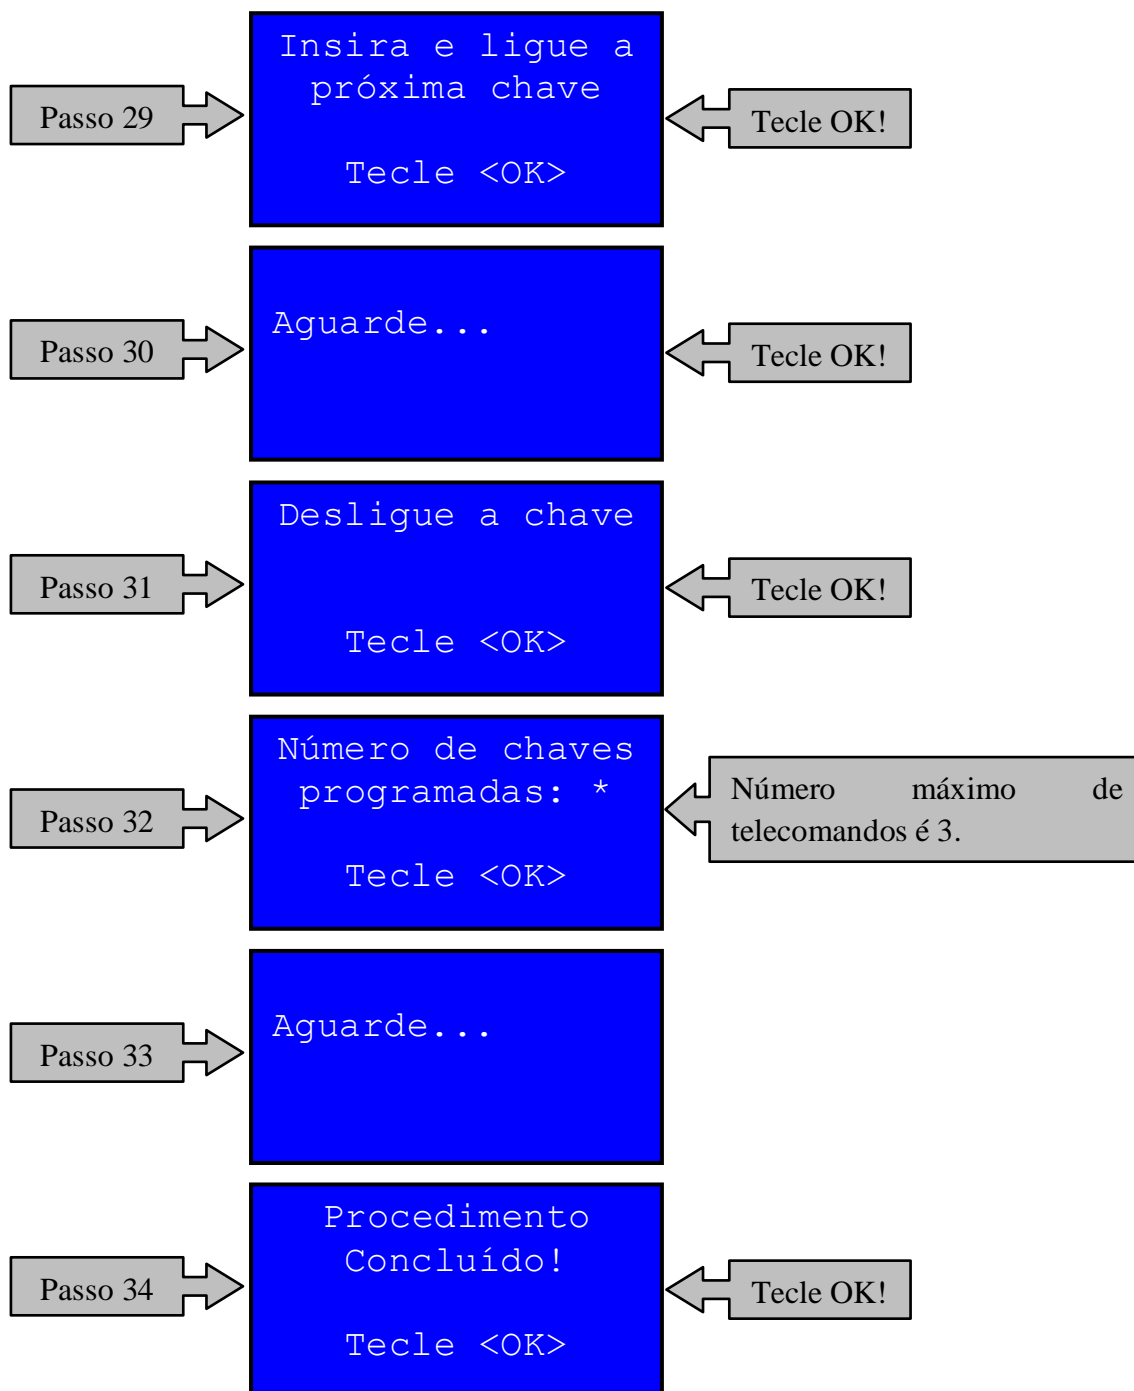 Passo 29
Insira e ligue a
próxima chave
Tecle <OK>
Tecle OK!
Passo 30
Aguarde...
Tecle OK!
Passo 31
Desligue a chave
Tecle <OK>
Tecle OK!
Passo 32
Número de chaves
programadas: *
Tecle <OK>
Número máximo de
telecomandos é 3.
Passo 33
Aguarde...
Passo 34
Procedimento
Concluído!
Tecle <OK>
Tecle OK!